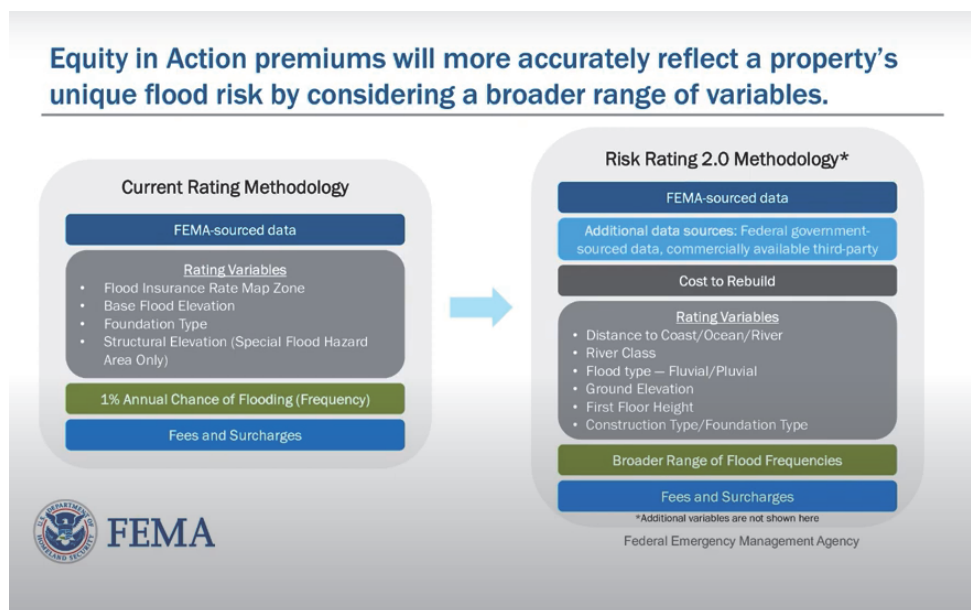 Equity in Action premiums will more accurately reflect a property's
unique flood risk by considering a broader range of variables.
Current Rating Methodology
FEMA-sourced data
Rating Variables
• Flood Insurance Rate Map Zone
• Base Flood Elevation
• Foundation Type
• Structural Elevation (Special Flood Hazard
Area Only)
1% Annual Chance of Flooding (Frequency)
Fees and Surcharges
Risk Rating 2.0 Methodology*
FEMA-sourced data
Additional data sources: Federal government-
sourced data, commercially available third-party
Cost to Rebuild
Rating Variables
• Distance to Coast/Ocean/River
• River Class
• Flood type — Fluvial/Pluvial
• Ground Elevation
• First Floor Height
• Construction Type/Foundation Type
Broader Range of Flood Frequencies
Fees and Surcharges
*Additional variables are not shown here
Federal Emergency Management Agency
U.S. DEPARTMENT OF
HOMELAND SECURITY
FEMA